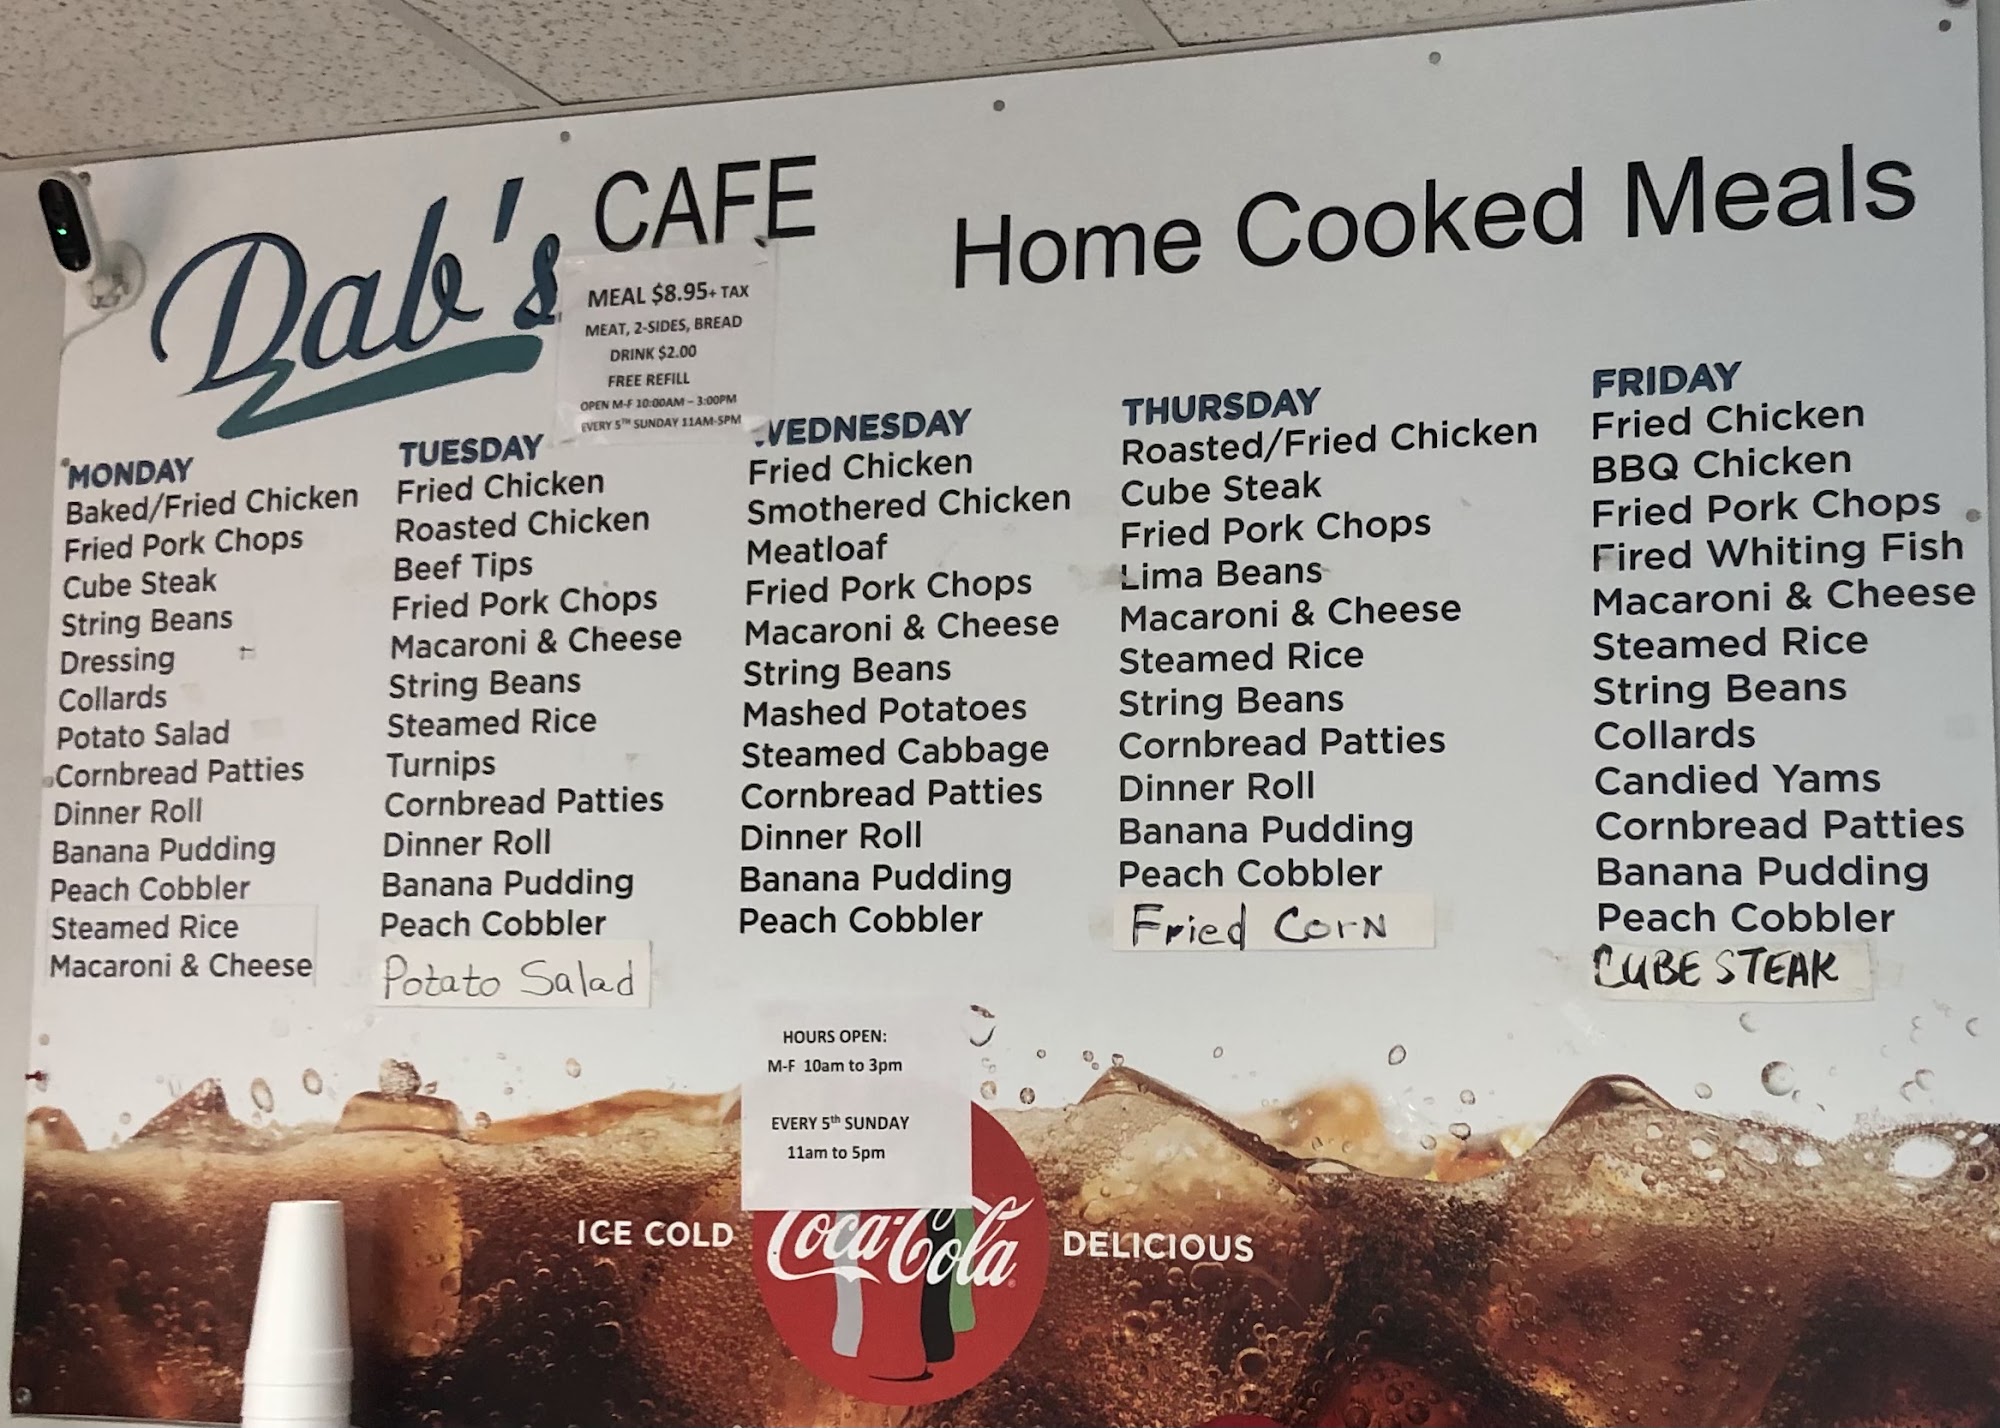 Dab's CAFE
Home Cooked Meals
MEAL $8.95+ TAX
MEAT, 2-SIDES, BREAD
DRINK $2.00
FREE REFILL
OPEN M-F 10:00AM – 3:00PM
EVERY 5TH SUNDAY 11AM-5PM
MONDAY
Baked/Fried Chicken
Fried Pork Chops
Cube Steak
String Beans
Dressing
Collards
Potato Salad
Cornbread Patties
Dinner Roll
Banana Pudding
Peach Cobbler
Steamed Rice
Macaroni & Cheese
TUESDAY
Fried Chicken
Roasted Chicken
Beef Tips
Fried Pork Chops
Macaroni & Cheese
String Beans
Steamed Rice
Turnips
Cornbread Patties
Dinner Roll
Banana Pudding
Peach Cobbler
Potato Salad
WEDNESDAY
Fried Chicken
Smothered Chicken
Meatloaf
Fried Pork Chops
Macaroni & Cheese
String Beans
Mashed Potatoes
Steamed Cabbage
Cornbread Patties
Dinner Roll
Banana Pudding
Peach Cobbler
THURSDAY
Roasted/Fried Chicken
Cube Steak
Fried Pork Chops
Lima Beans
Macaroni & Cheese
Steamed Rice
String Beans
Cornbread Patties
Dinner Roll
Banana Pudding
Peach Cobbler
Fried Corn
FRIDAY
Fried Chicken
BBQ Chicken
Fried Pork Chops
Fired Whiting Fish
Macaroni & Cheese
Steamed Rice
String Beans
Collards
Candied Yams
Cornbread Patties
Banana Pudding
Peach Cobbler
CUBE STEAK
HOURS OPEN:
M-F 10am to 3pm
EVERY 5th SUNDAY
11am to 5pm
ICE COLD Coca-Cola DELICIOUS